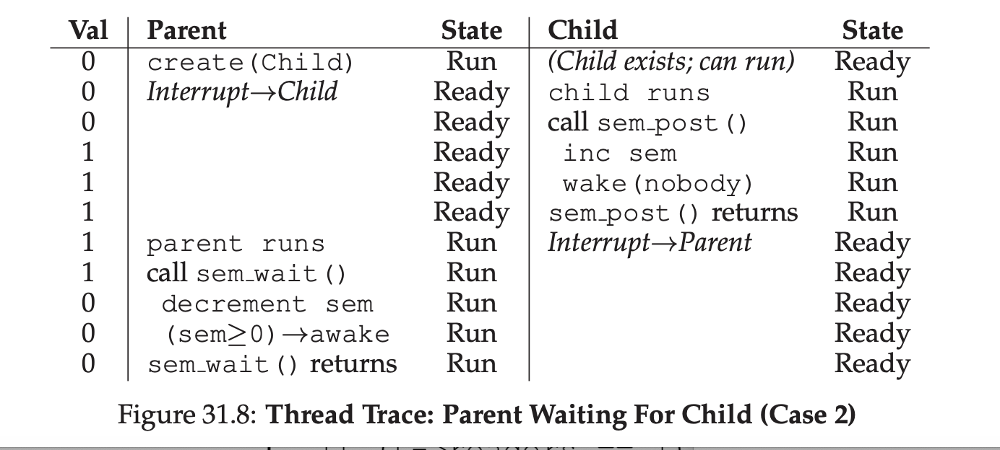 Val Parent State Child State
0 create(Child) Run (Child exists; can run) Ready
0 Interrupt→Child Ready child runs Run
0 Ready call sem_post() Run
1 Ready inc sem Run
1 Ready wake(nobody) Run
1 Ready sem_post() returns Run
1 parent runs Run Interrupt→Parent Ready
1 call sem_wait() Run Ready
0 decrement sem Run Ready
0 (sem≥0)→awake Run Ready
0 sem_wait() returns Run Ready
Figure 31.8: Thread Trace: Parent Waiting For Child (Case 2)